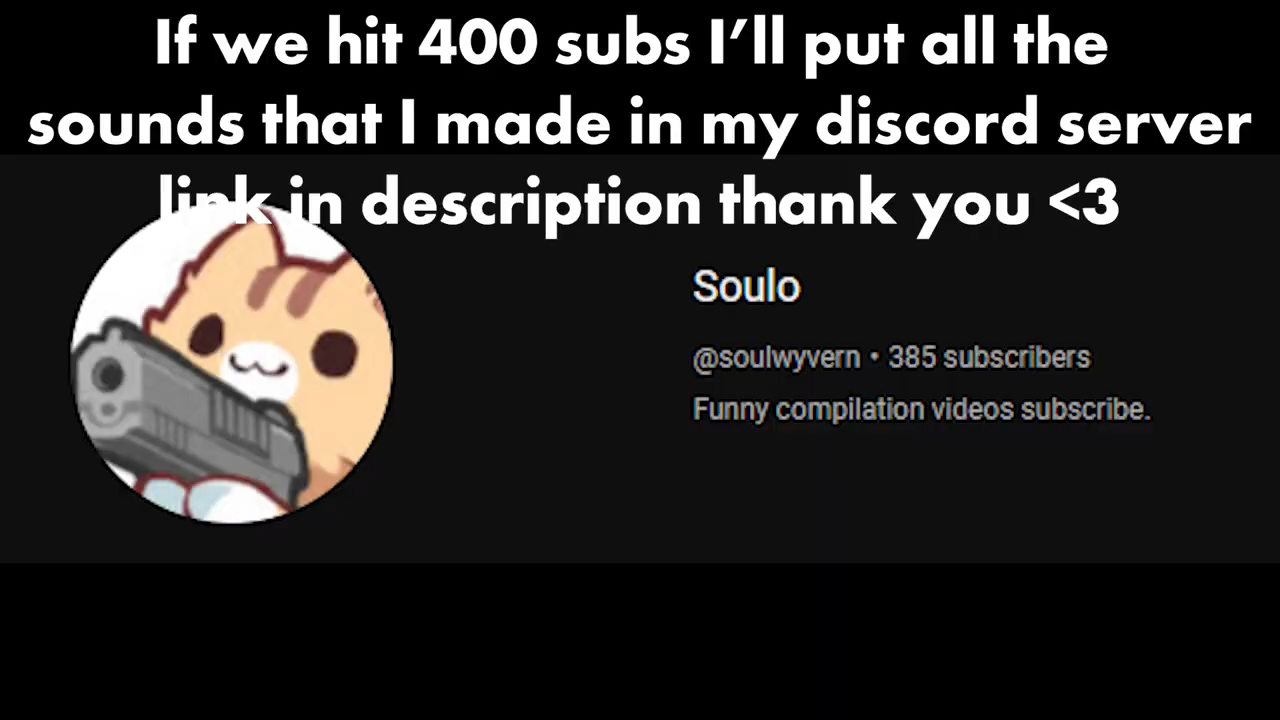 If we hit 400 subs I’ll put all the
sounds that I made in my discord server
link in description thank you <3
Soulo
@soulwyvern • 385 subscribers
Funny compilation videos subscribe.